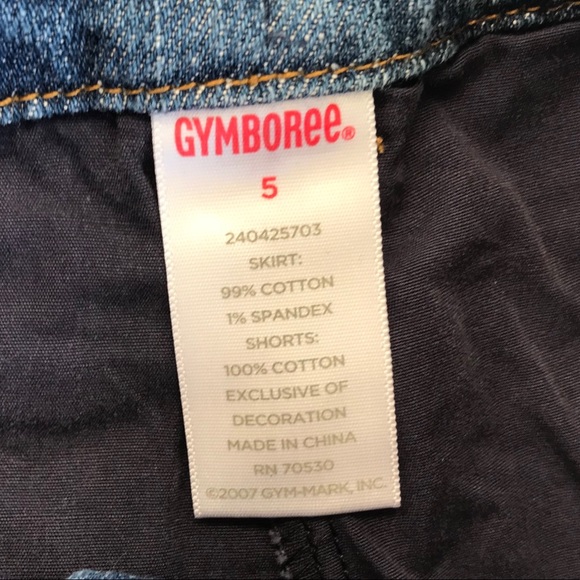 GYMBOREE®
5
240425703
SKIRT:
99% COTTON
1% SPANDEX
SHORTS:
100% COTTON
EXCLUSIVE OF
DECORATION
MADE IN CHINA
RN 70530
©2007 GYM-MARK, INC.